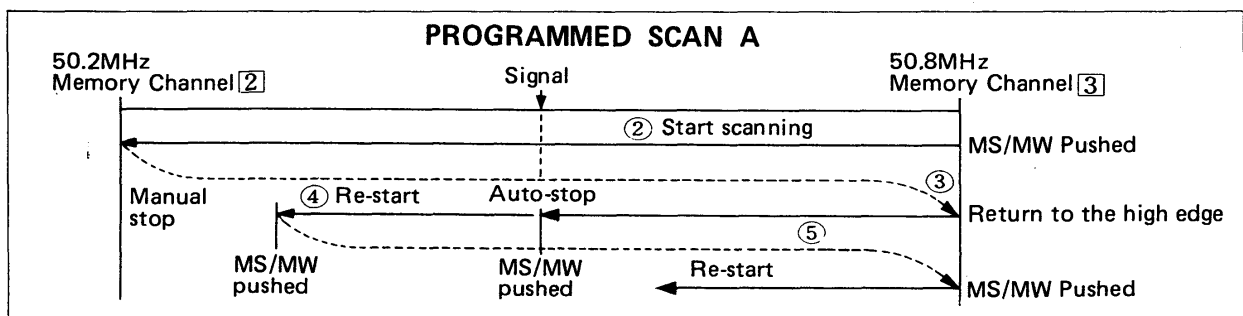 PROGRAMMED SCAN A
50.2MHz
Memory Channel 2
Signal
50.8MHz
Memory Channel 3
② Start scanning
MS/MW Pushed
Manual
stop
④ Re-start
Auto-stop
③
Return to the high edge
⑤
MS/MW
pushed
MS/MW
pushed
Re-start
MS/MW Pushed